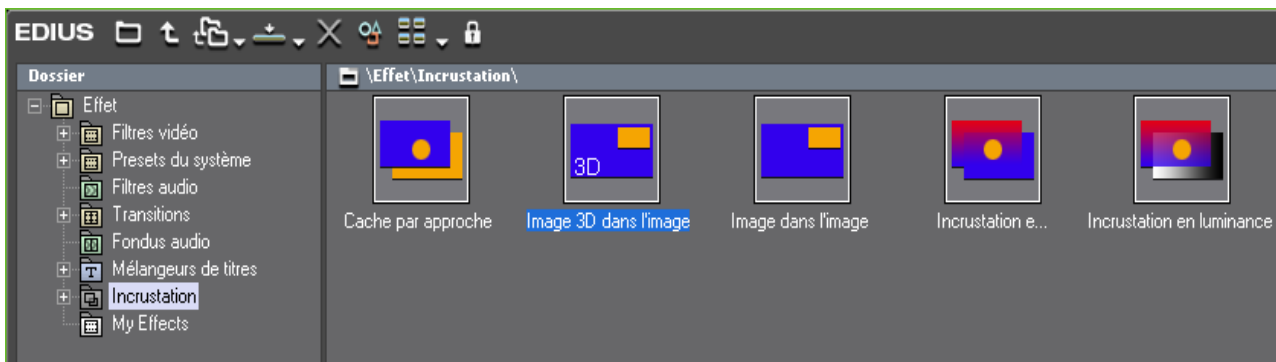 EDIUS
Dossier
\Effet\Incrustation\
Effet
Filtres vidéo
Presets du système
Filtres audio
Transitions
Fondus audio
T Mélangeurs de titres
Incrustation
My Effects
3D
Cache par approche
Image 3D dans l'image
Image dans l'image
Incrustation e...
Incrustation en luminance